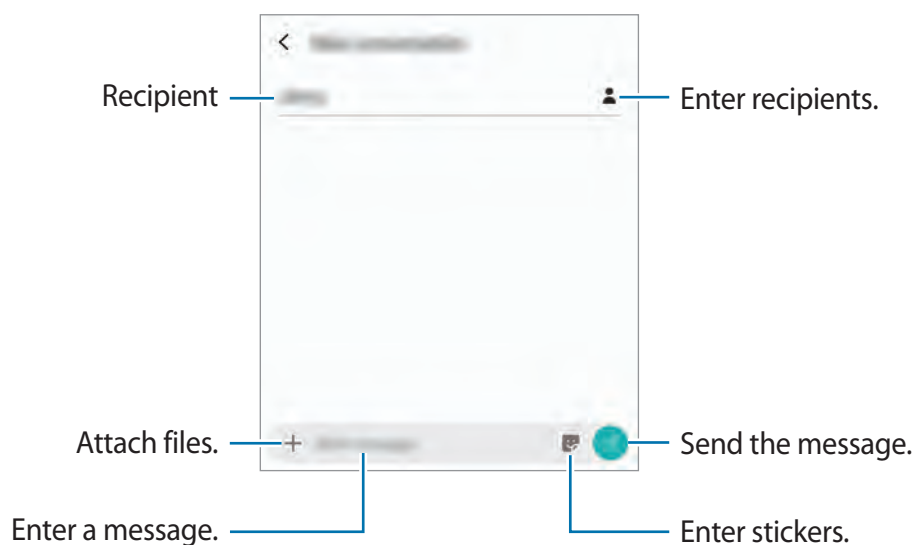 Recipient
Enter recipients.
Attach files.
Send the message.
Enter a message.
Enter stickers.